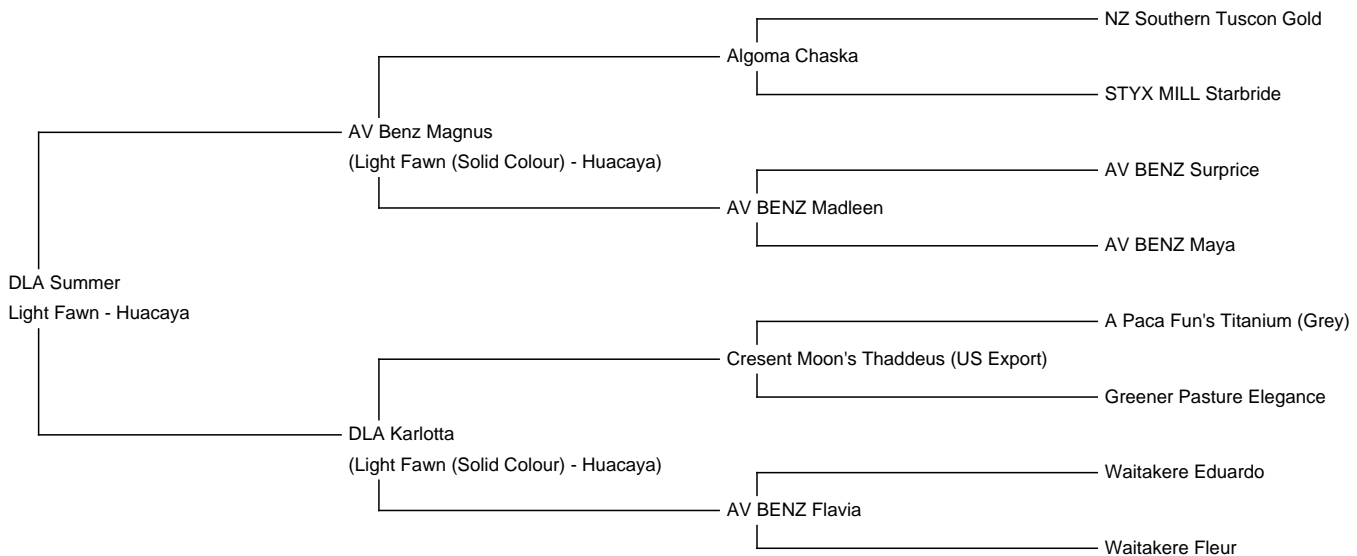 NZ Southern Tuscon Gold
Algoma Chaska
STYX MILL Starbride
AV Benz Magnus
(Light Fawn (Solid Colour) - Huacaya)
AV BENZ Surprice
AV BENZ Madleen
AV BENZ Maya
DLA Summer
Light Fawn - Huacaya
A Paca Fun's Titanium (Grey)
Cresent Moon's Thaddeus (US Export)
Greener Pasture Elegance
DLA Karlotta
(Light Fawn (Solid Colour) - Huacaya)
Waitakere Eduardo
AV BENZ Flavia
Waitakere Fleur